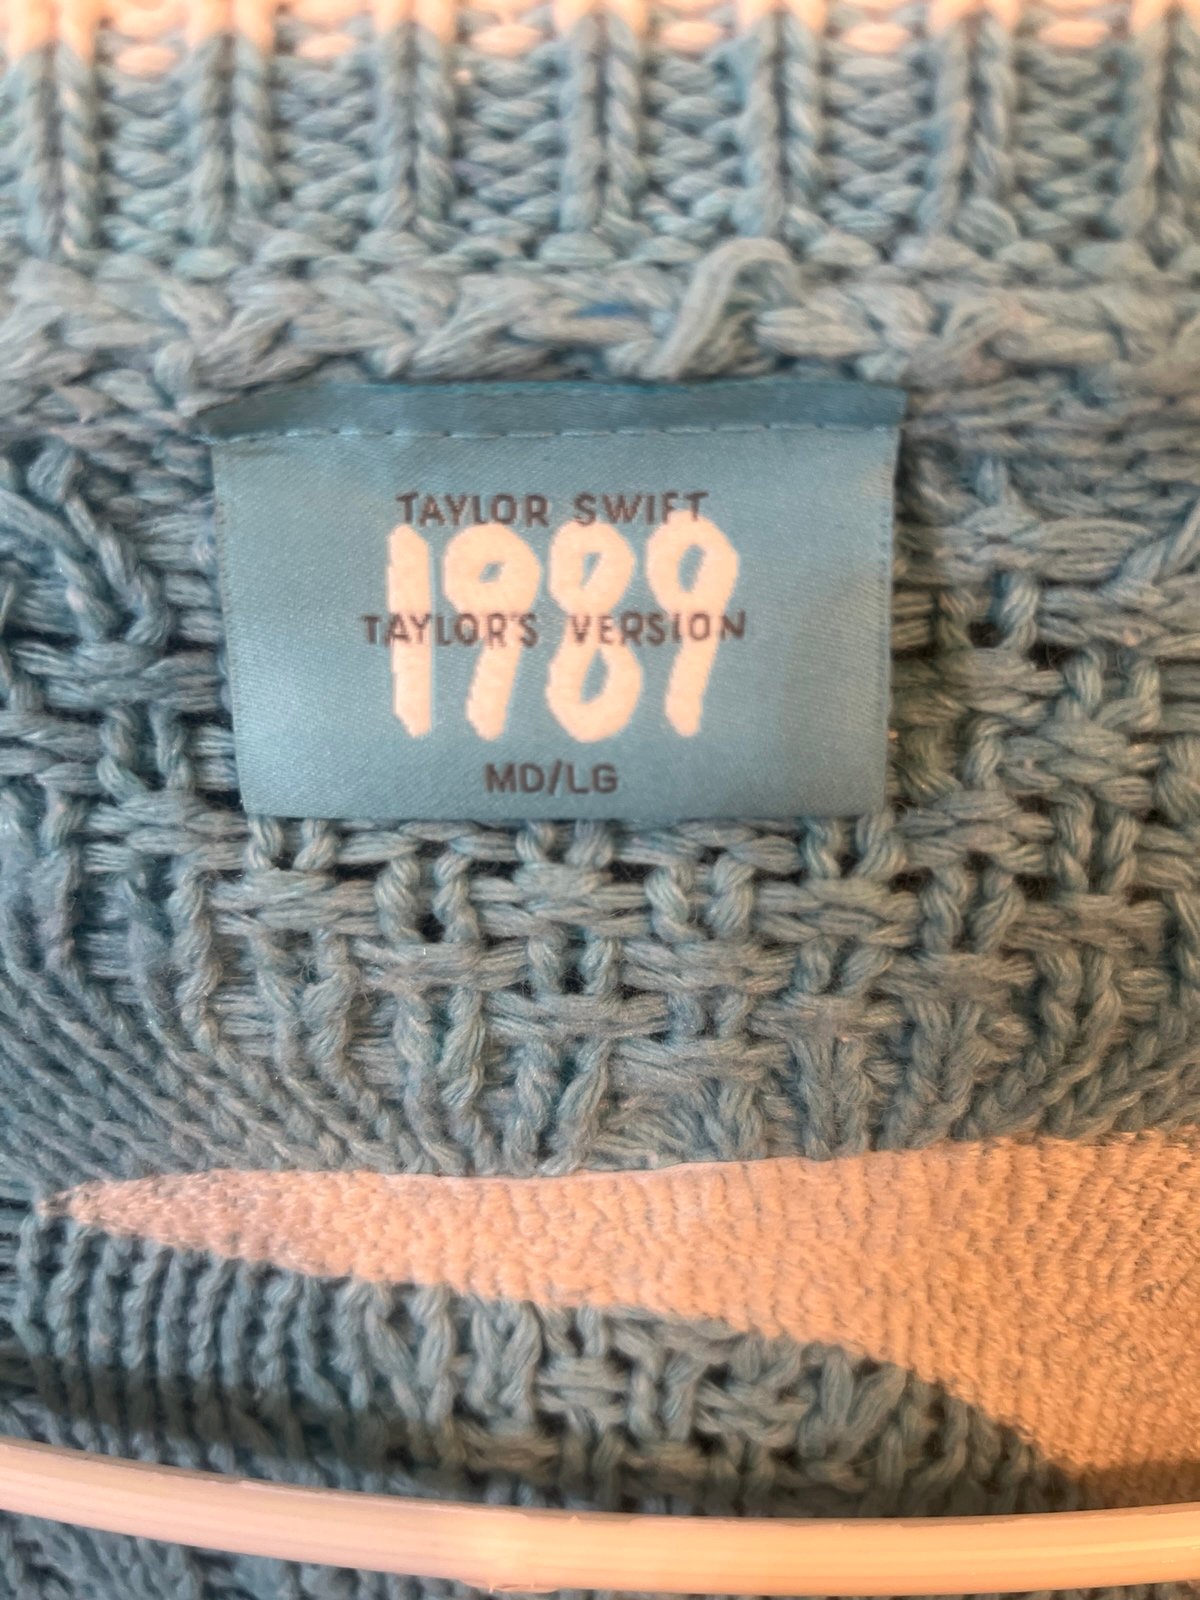 TAYLOR SWIFT
1989
TAYLOR'S VERSION
MD/LG